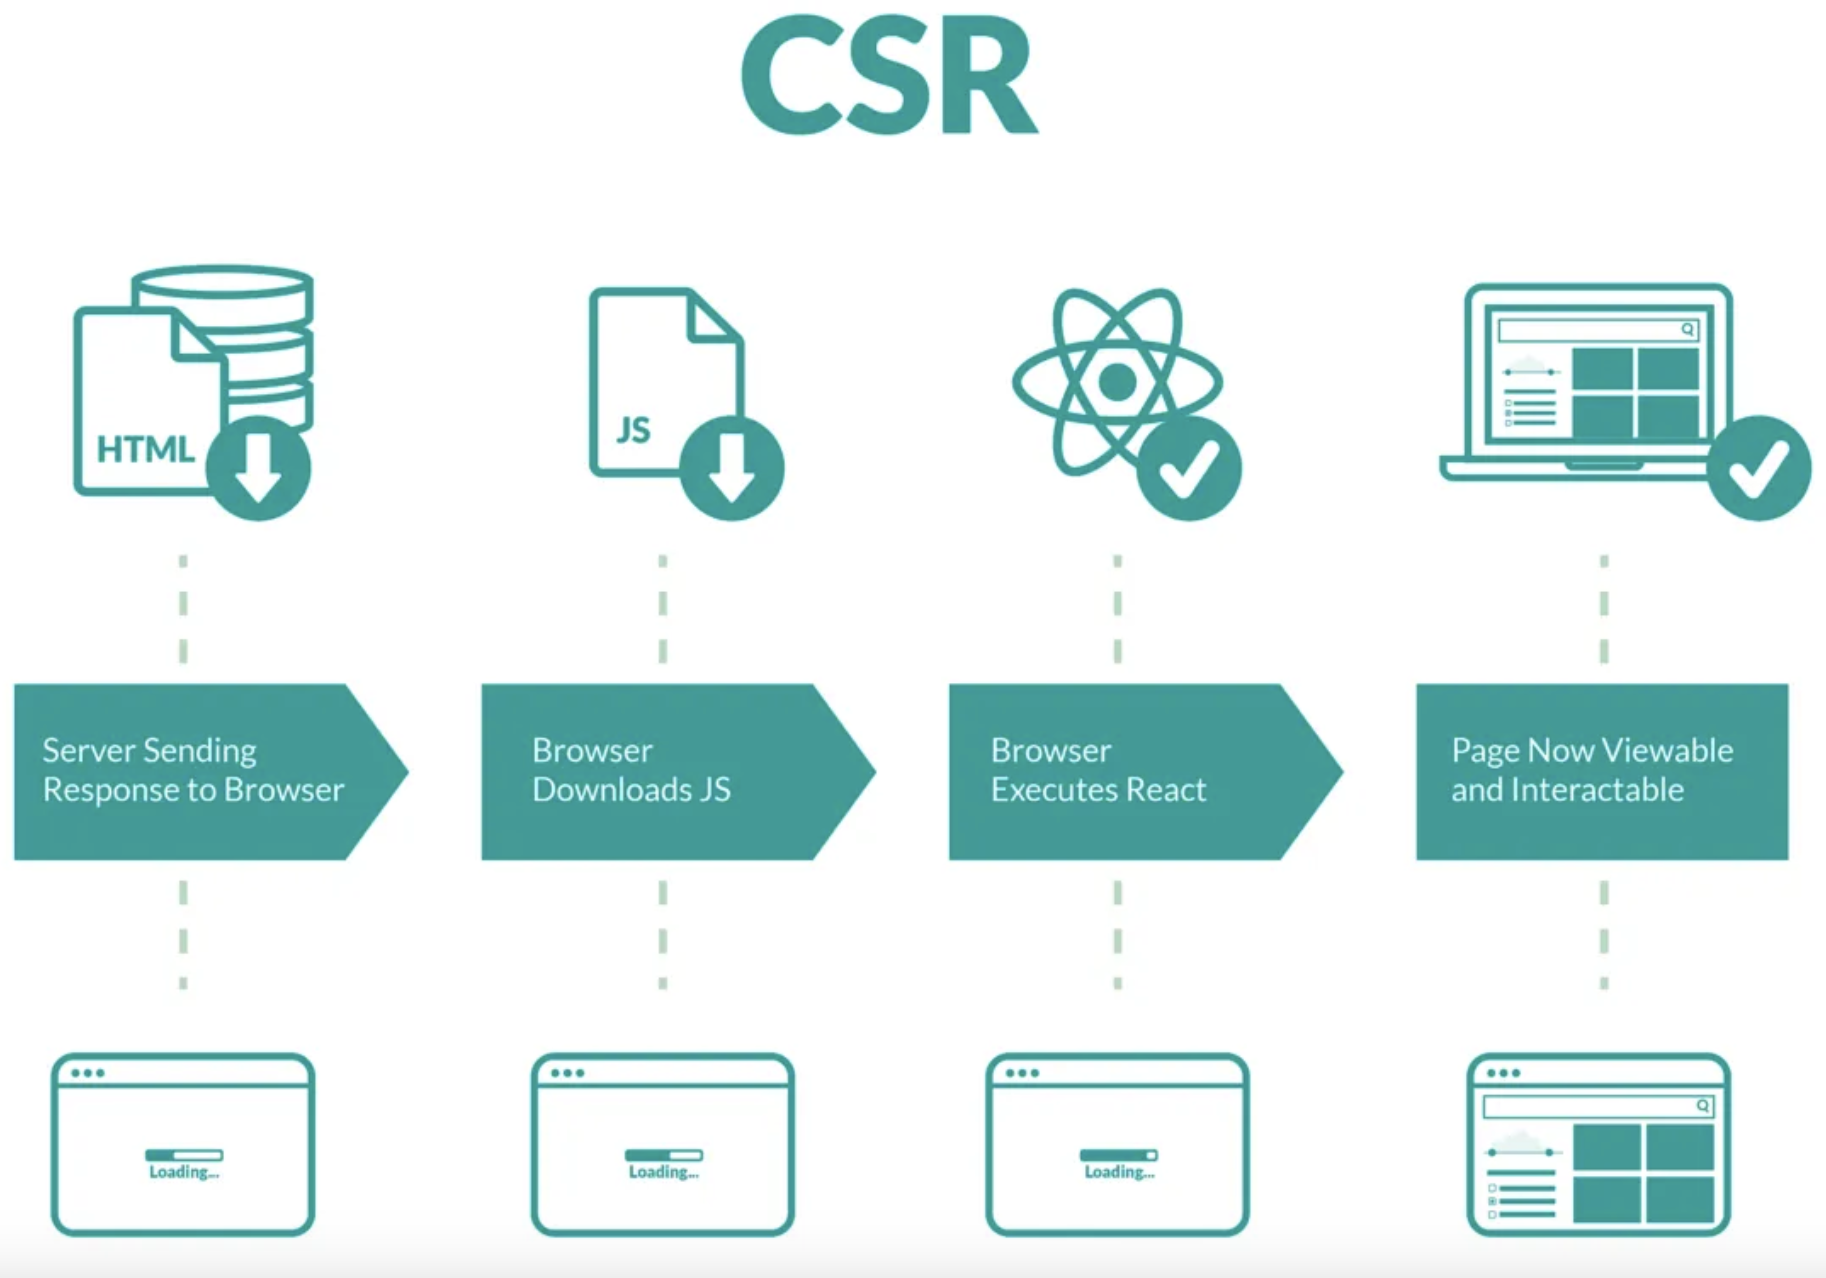 CSR
HTML
JS
Server Sending
Response to Browser
Browser
Downloads JS
Browser
Executes React
Page Now Viewable
and Interactable
Loading...
Loading...
Loading...